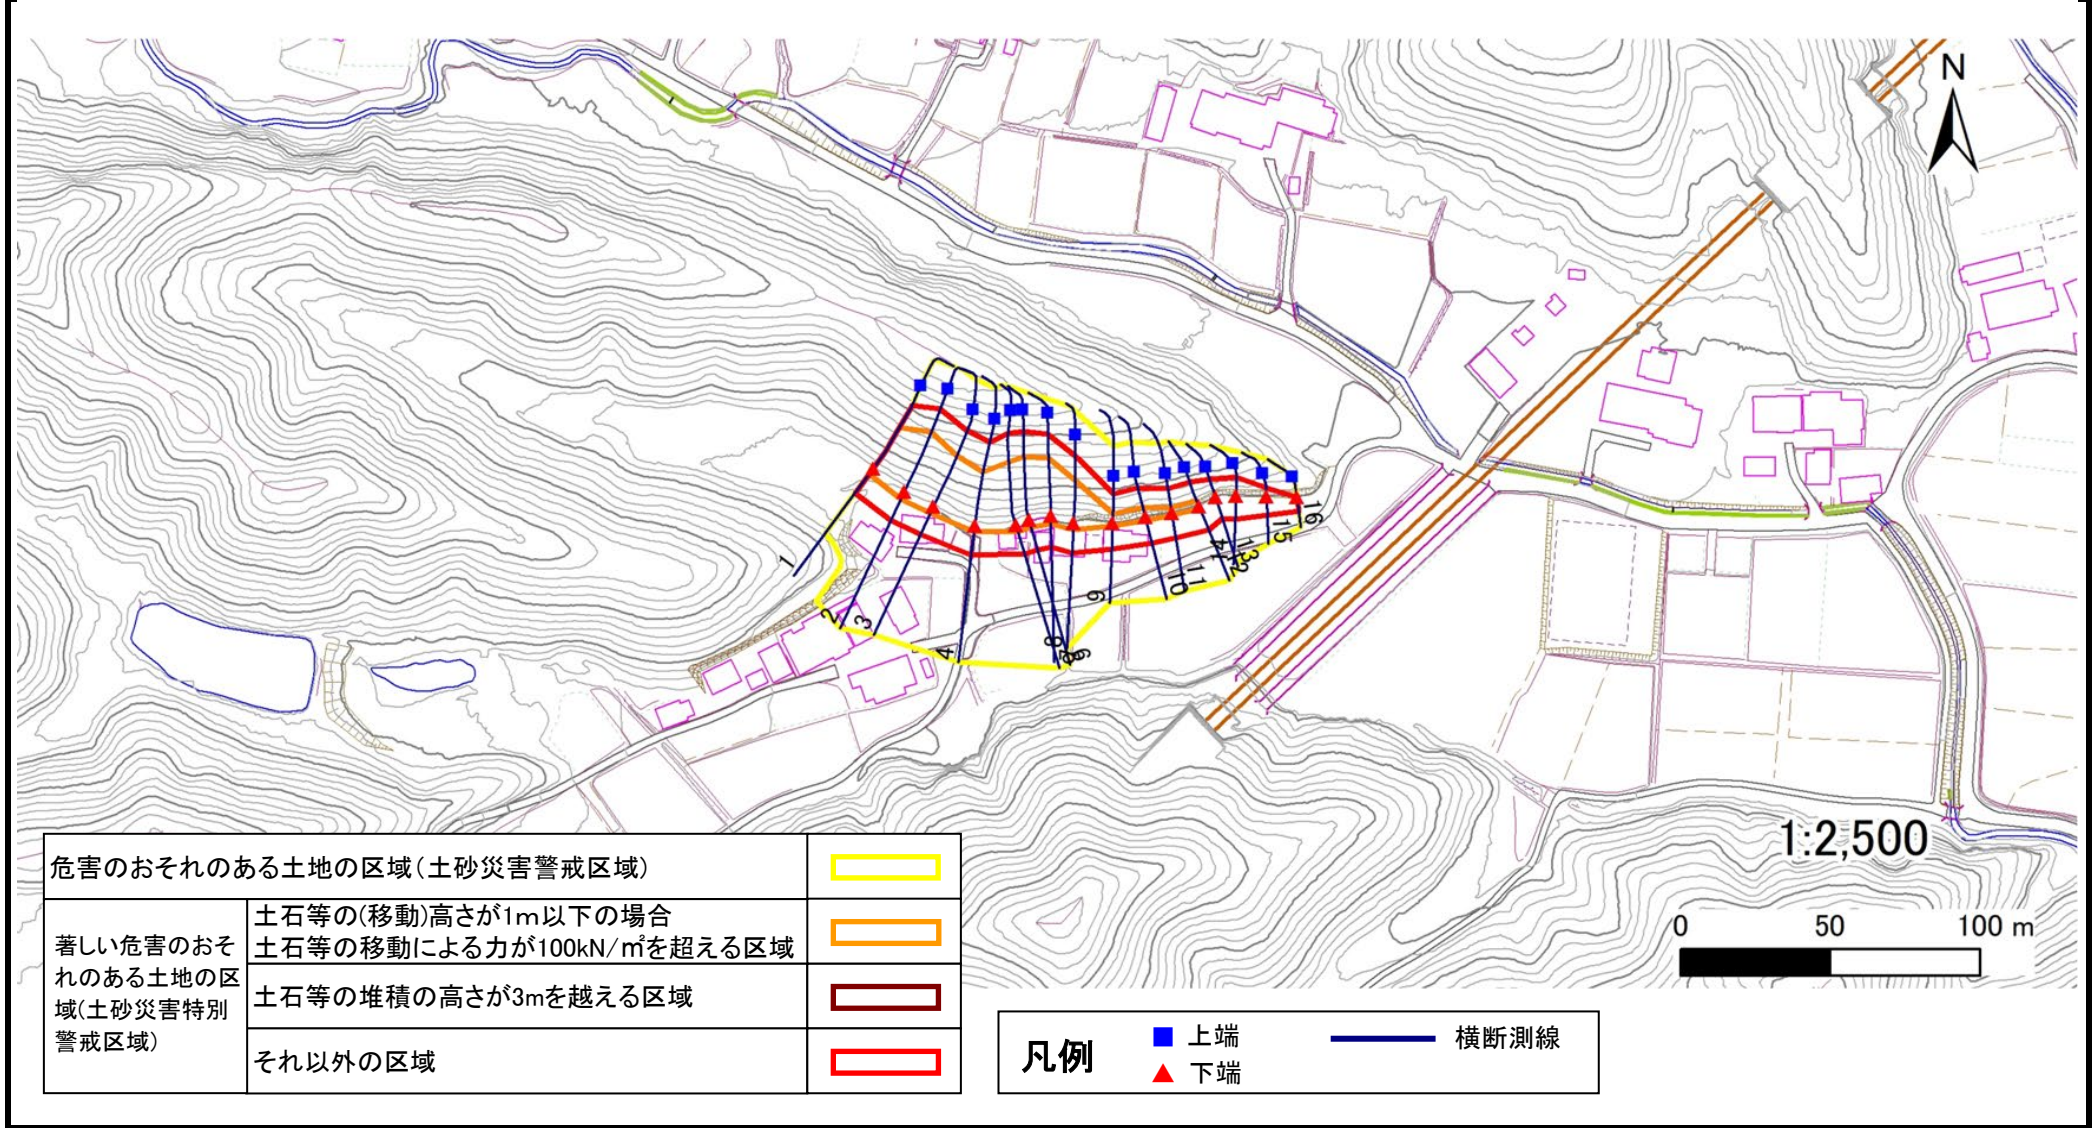 N
1
2
3
4
8
6
9
10
11
12
13
14
15
16
1:2,500
0 50 100 m
危害のおそれのある土地の区域(土砂災害警戒区域)
著しい危害のおそ
れのある土地の区
域(土砂災害特別
警戒区域)
土石等の(移動)高さが1m以下の場合
土石等の移動による力が100kN/㎡を超える区域
土石等の堆積の高さが3mを越える区域
それ以外の区域
凡例
上端
下端
横断測線